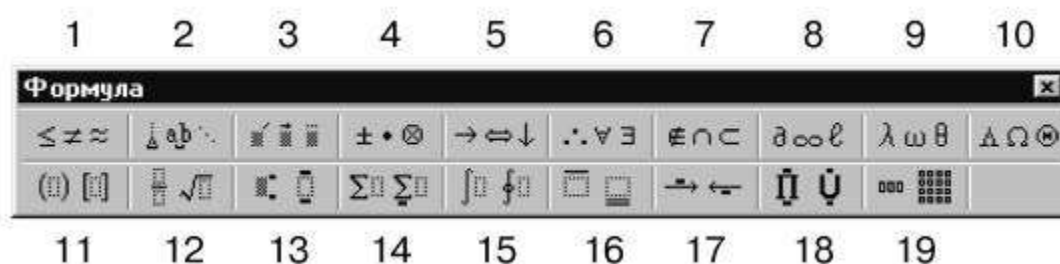 1 2 3 4 5 6 7 8 9 10
Формула
≤ ≠ ≈ a͟b ⋱ ± • ⊗ → ⇔ ↓ ∴ ∀ ∃ ∉ ∩ ⊂ ∂ ∞ ℓ λ ω θ Λ Ω Θ
(▯) [▯] √▯ Σ▯ Σ▯ ∫▯ ∮▯ → ← Π Ụ
11 12 13 14 15 16 17 18 19